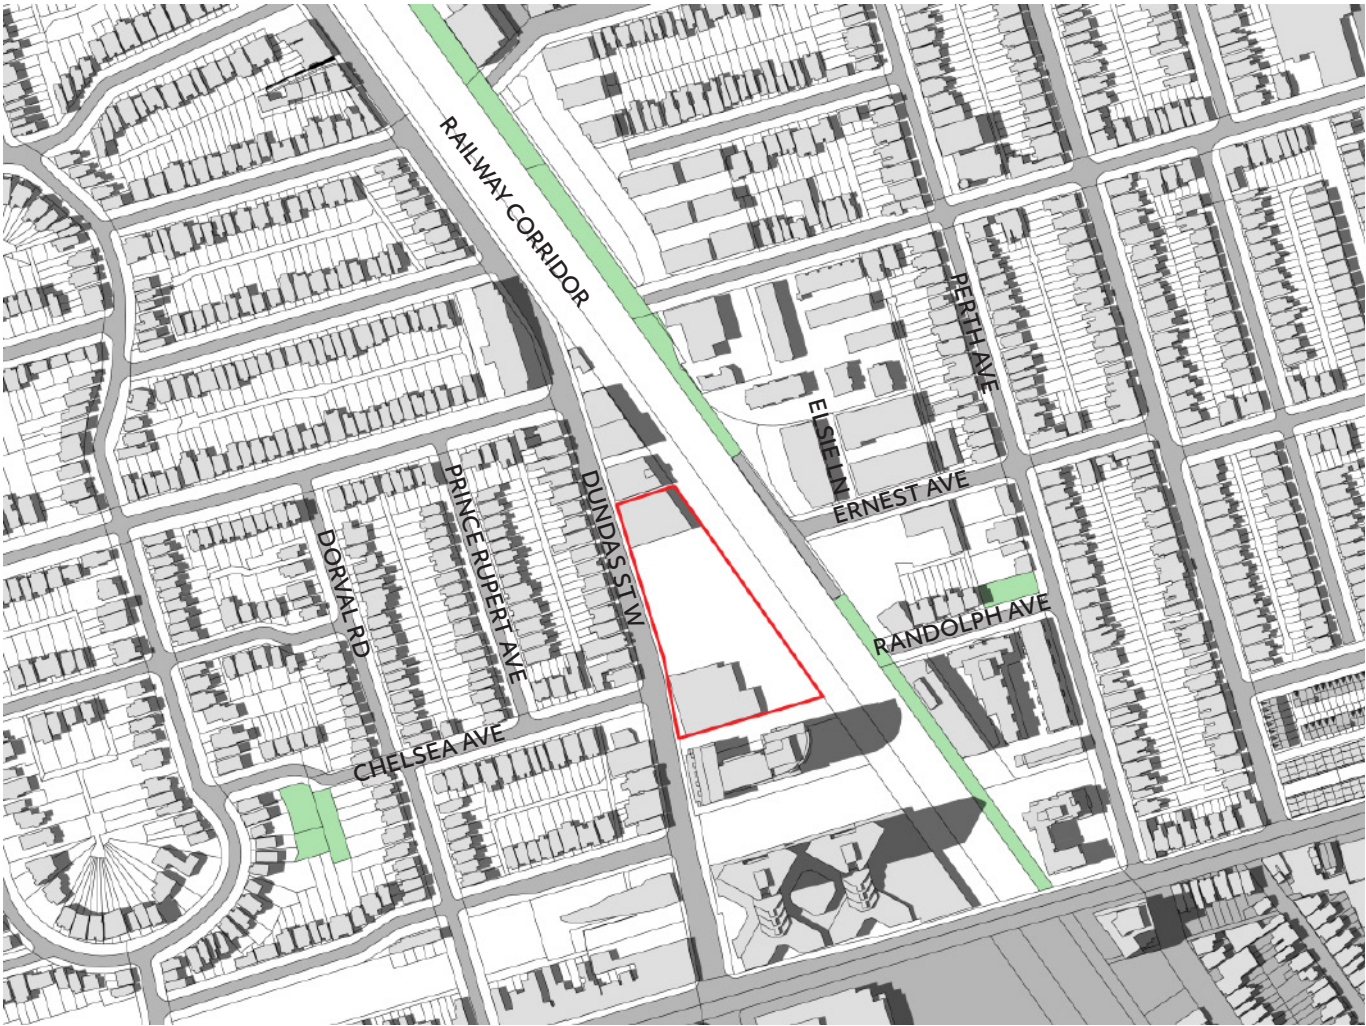 RAILWAY CORRIDOR
PERTH AVE
ELSIE LN
ERNEST AVE
PRINCE RUPERT AVE
DUNDAS ST W
DORVAL RD
RANDOLPH AVE
CHELSEA AVE